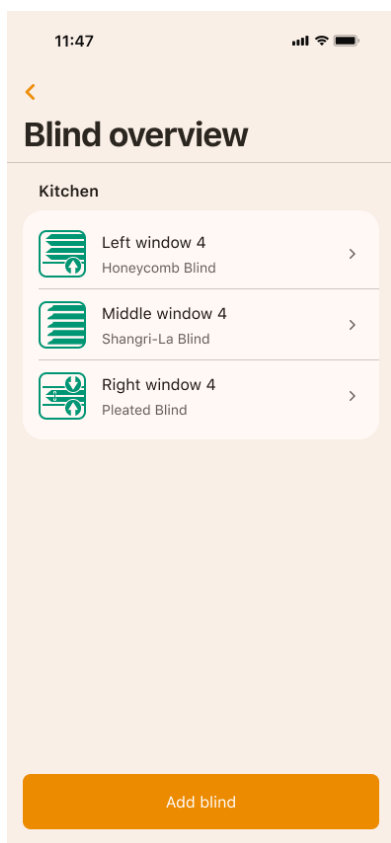 11:47
Blind overview
Kitchen
Left window 4
Honeycomb Blind
Middle window 4
Shangri-La Blind
Right window 4
Pleated Blind
Add blind